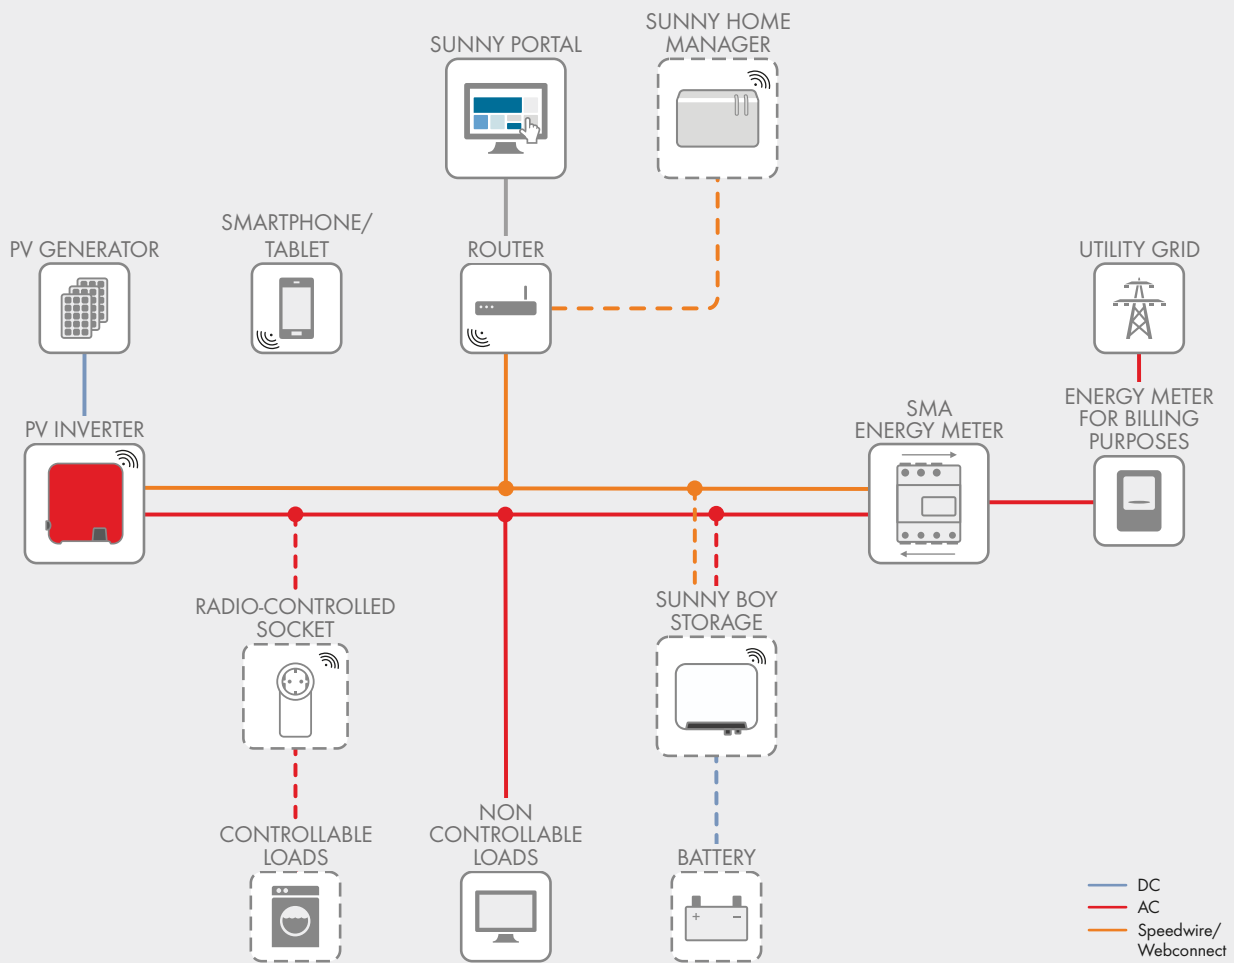 SUNNY HOME
MANAGER
SUNNY PORTAL
SMARTPHONE/
TABLET
PV GENERATOR
ROUTER
UTILITY GRID
ENERGY METER
FOR BILLING
PURPOSES
SMA
ENERGY METER
PV INVERTER
RADIO-CONTROLLED
SOCKET
SUNNY BOY
STORAGE
NON
CONTROLLABLE
LOADS
CONTROLLABLE
LOADS
BATTERY
+ −
DC
AC
Speedwire/
Webconnect